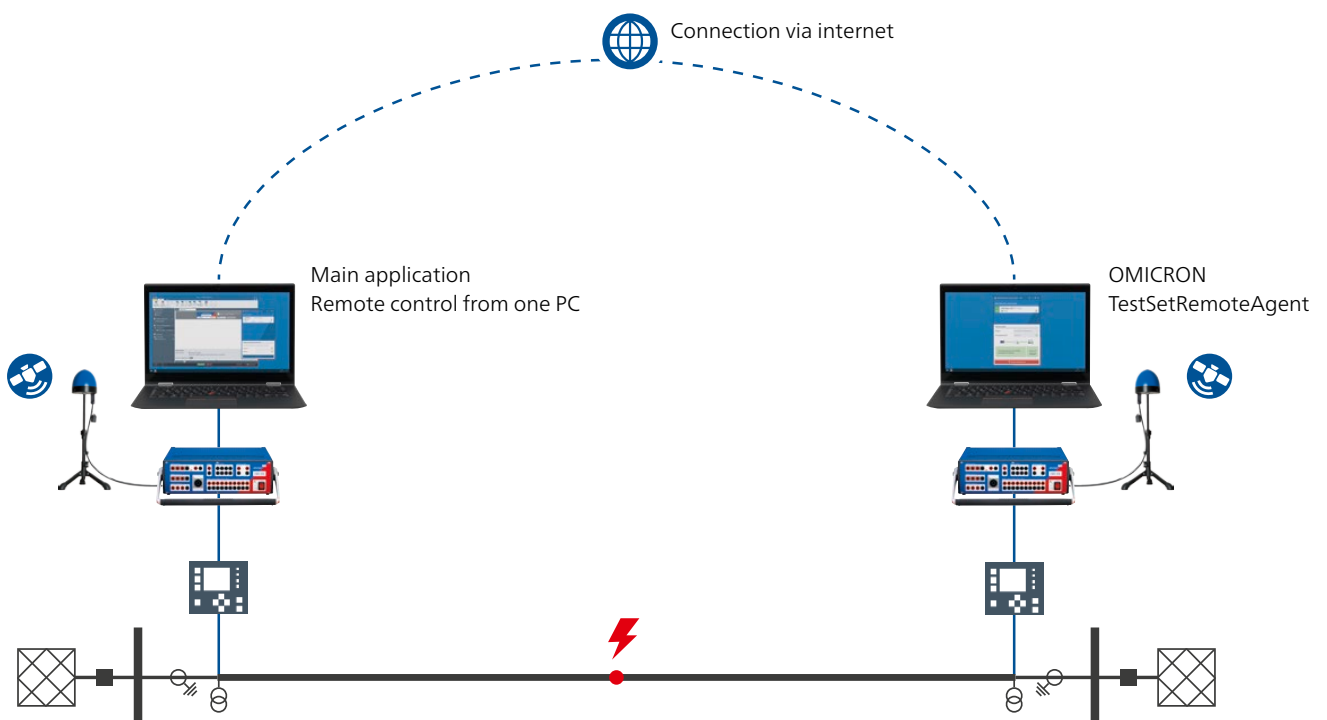 Connection via internet
Main application
Remote control from one PC
OMICRON
TestSetRemoteAgent